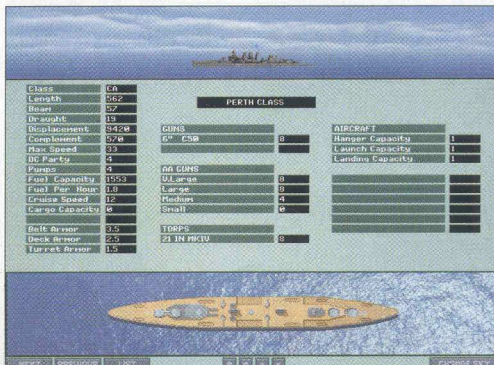 PERTH CLASS
Class CA
Length 562
Beam 57
Draught 19
Displacement 9420
Complement 570
Max Speed 33
DC Party 4
Pumps 4
Fuel Capacity 1553
Fuel Per Hour 1.8
Cruise Speed 12
Cargo Capacity 0
Belt Armor 3.5
Deck Armor 2.5
Turret Armor 1.5
GUNS
6" C50 8
AA GUNS
V.Large 8
Large 8
Medium 4
Small 0
TORPS
21 IN MKIV 8
AIRCRAFT
Hanger Capacity 1
Launch Capacity 1
Landing Capacity 1
NEXT PREVIOUS LIST